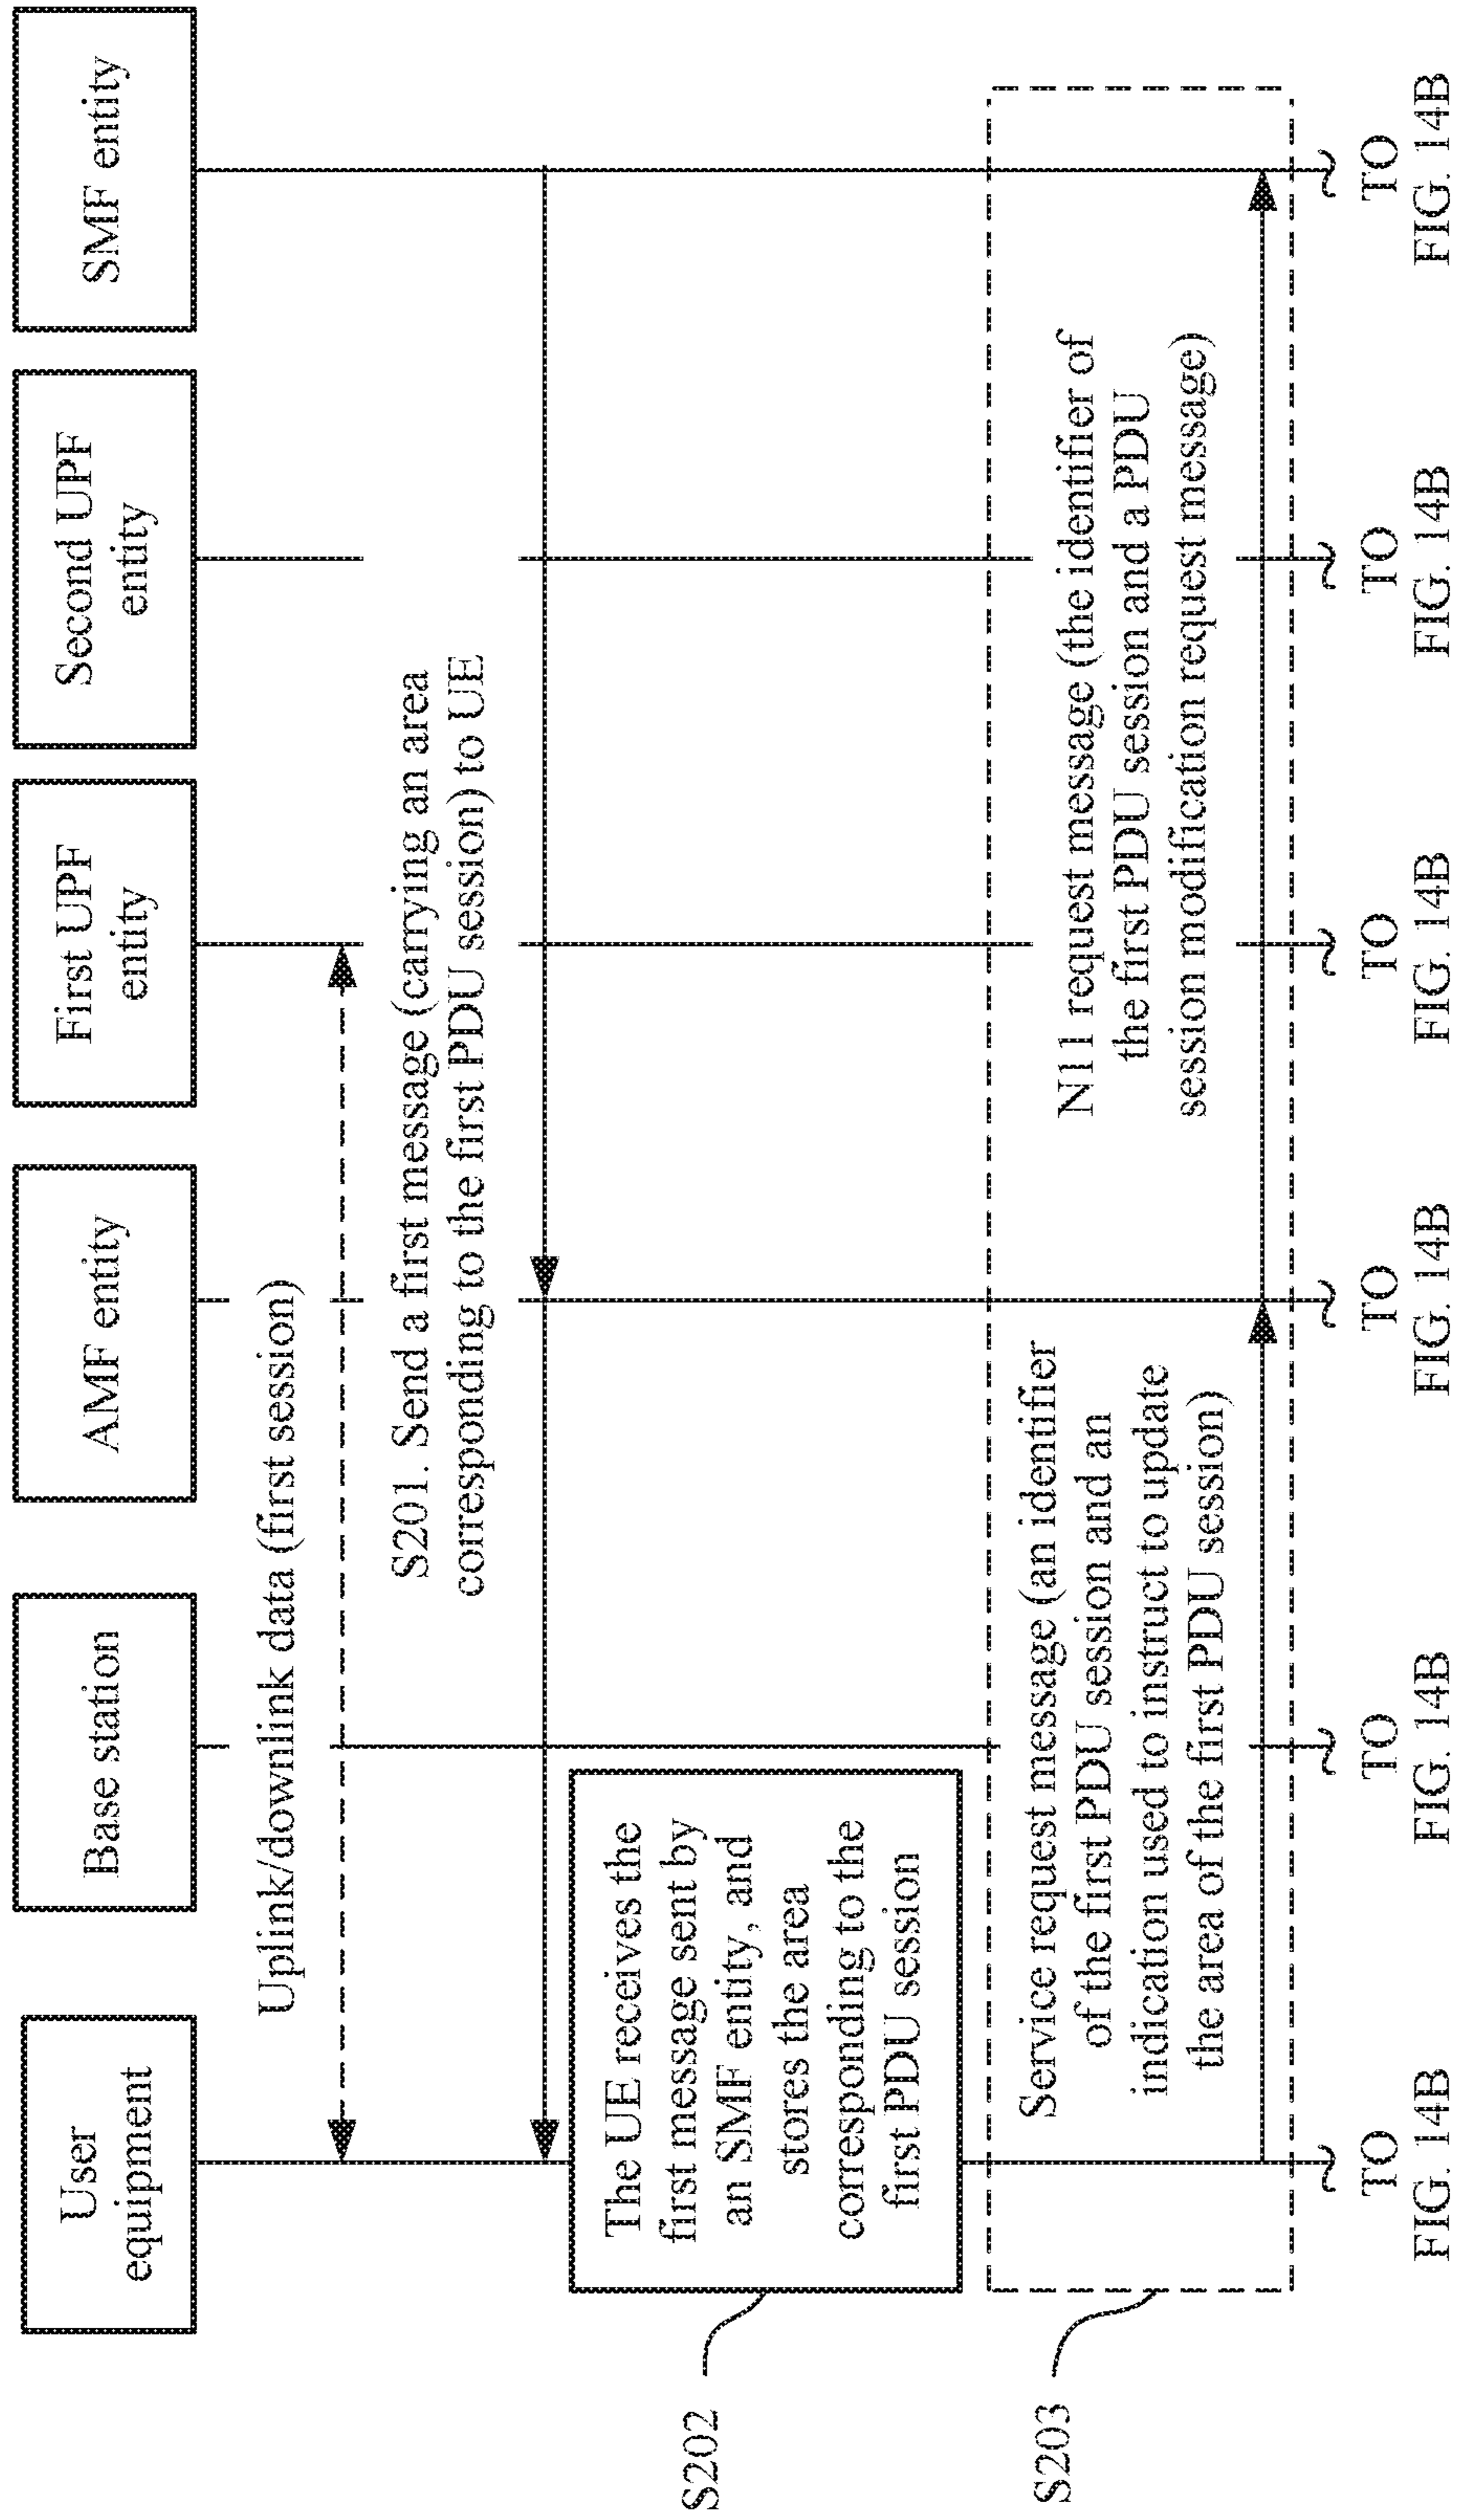 User
equipment
Base station
AMF entity
First UPF
entity
Second UPF
entity
SMF entity
Uplink/downlink data (first session)
S201. Send a first message (carrying an area
corresponding to the first PDU session) to UE
S202
The UE receives the
first message sent by
an SMF entity, and
stores the area
corresponding to the
first PDU session
S203
Service request message (an identifier
of the first PDU session and an
indication used to instruct to update
the area of the first PDU session)
N11 request message (the identifier of
the first PDU session and a PDU
session modification request message)
TO
FIG. 14B
TO
FIG. 14B
TO
FIG. 14B
TO
FIG. 14B
TO
FIG. 14B
TO
FIG. 14B